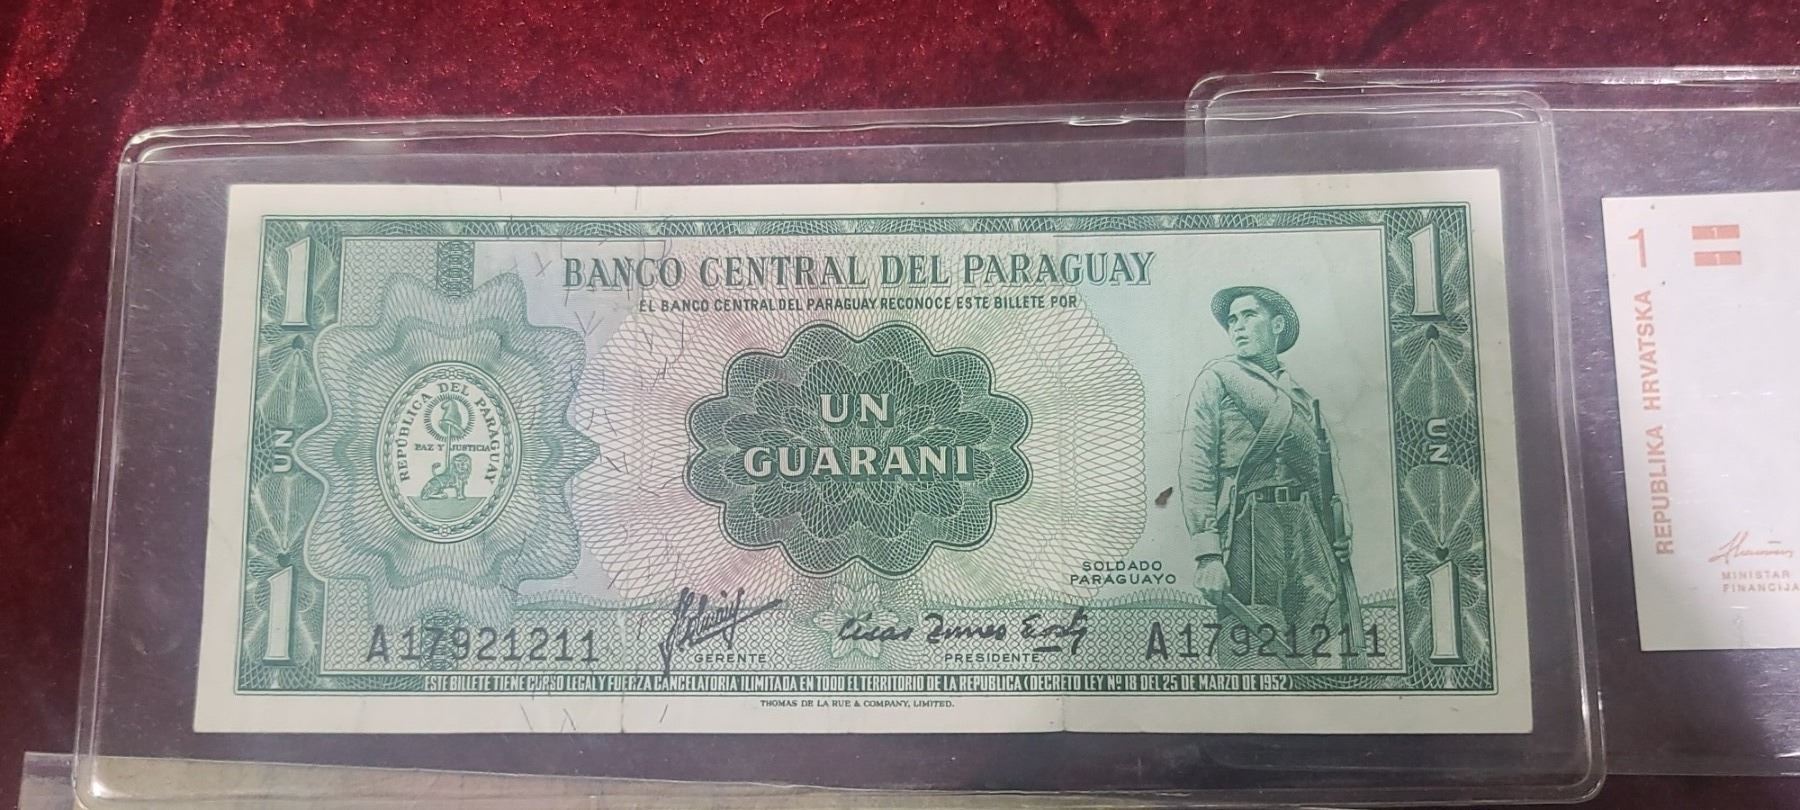 1
1
BANCO CENTRAL DEL PARAGUAY
EL BANCO CENTRAL DEL PARAGUAY RECONOCE ESTE BILLETE POR
UN
REPÚBLICA DEL PARAGUAY
PAZ Y JUSTICIA
UN
GUARANI
UN
SOLDADO
PARAGUAYO
1
A17921211
GERENTE
PRESIDENTE
A17921211
1
ESTE BILLETE TIENE CURSO LEGAL Y FUERZA CANCELATORIA ILIMITADA EN TODO EL TERRITORIO DE LA REPUBLICA (DECRETO LEY Nº 18 DEL 25 DE MARZO DE 1952)
THOMAS DE LA RUE & COMPANY, LIMITED.
REPUBLIKA HRVATSKA 1
1
1
MINISTAR
FINANCIJA